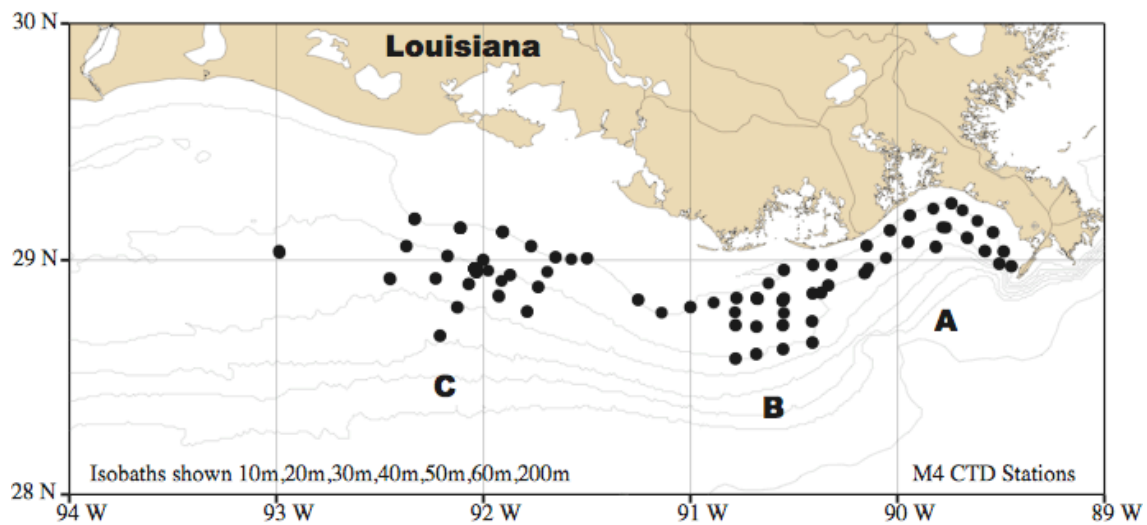 30 N
Louisiana
29 N
A
C
B
Isobaths shown 10m,20m,30m,40m,50m,60m,200m
M4 CTD Stations
28 N
94 W
93 W
92 W
91 W
90 W
89 W